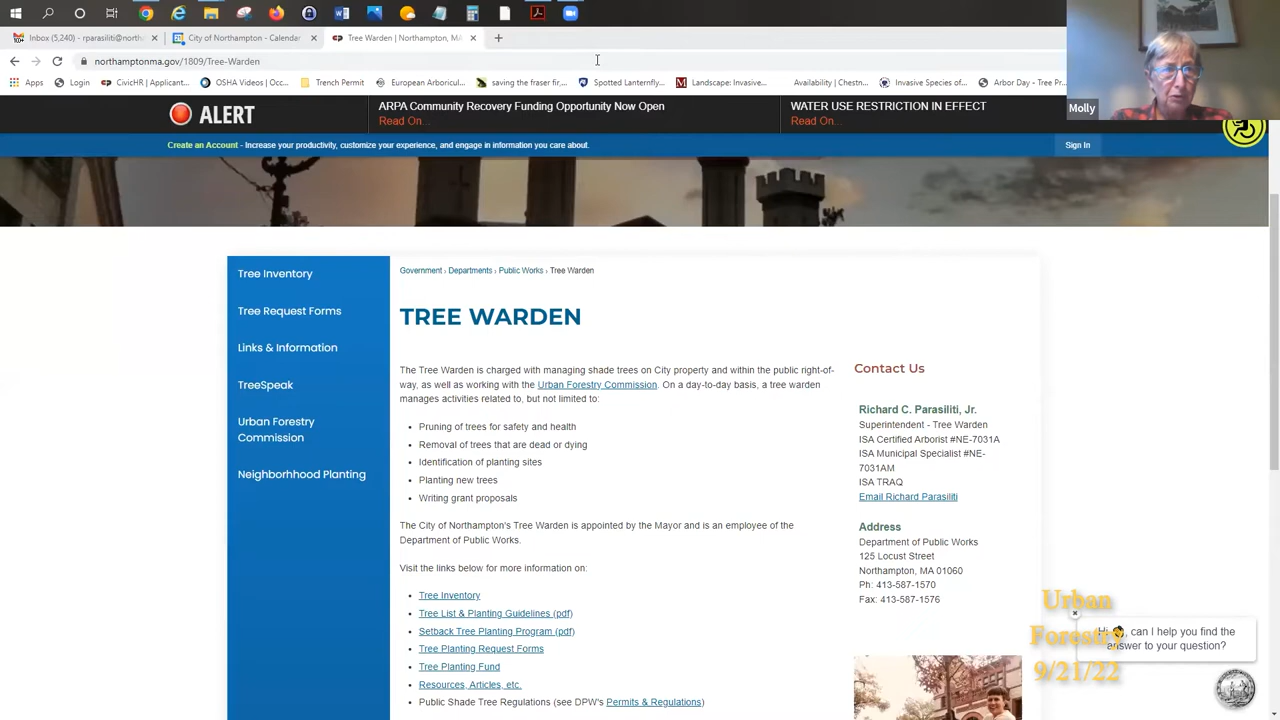 Inbox (5,240) - rparasiliti@north
City of Northampton - Calendar
Tree Warden | Northampton, MA
northamptonma.gov/1809/Tree-Warden
Apps
Login
CivicHR | Applicant...
OSHA Videos | Occ...
Trench Permit
European Arboricul...
saving the fraser fir,...
Spotted Lanternfly...
Landscape: Invasive...
Availability | Chestn...
Invasive Species of...
Arbor Day - Tree Pr...
Molly
ALERT
ARPA Community Recovery Funding Opportunity Now Open
Read On...
WATER USE RESTRICTION IN EFFECT
Read On...
Create an Account - Increase your productivity, customize your experience, and engage in information you care about.
Sign In
Tree Inventory
Tree Request Forms
Links & Information
TreeSpeak
Urban Forestry
Commission
Neighborhhood Planting
Government › Departments › Public Works › Tree Warden
TREE WARDEN
The Tree Warden is charged with managing shade trees on City property and within the public right-of-
way, as well as working with the Urban Forestry Commission. On a day-to-day basis, a tree warden
manages activities related to, but not limited to:
Pruning of trees for safety and health
Removal of trees that are dead or dying
Identification of planting sites
Planting new trees
Writing grant proposals
The City of Northampton's Tree Warden is appointed by the Mayor and is an employee of the
Department of Public Works.
Visit the links below for more information on:
Tree Inventory
Tree List & Planting Guidelines (pdf)
Setback Tree Planting Program (pdf)
Tree Planting Request Forms
Tree Planting Fund
Resources, Articles, etc.
Public Shade Tree Regulations (see DPW's Permits & Regulations)
Contact Us
Richard C. Parasiliti, Jr.
Superintendent - Tree Warden
ISA Certified Arborist #NE-7031A
ISA Municipal Specialist #NE-
7031AM
ISA TRAQ
Email Richard Parasiliti
Address
Department of Public Works
125 Locust Street
Northampton, MA 01060
Ph: 413-587-1570
Fax: 413-587-1576
Urban
Forestry
9/21/22
Hi, can I help you find the
answer to your question?